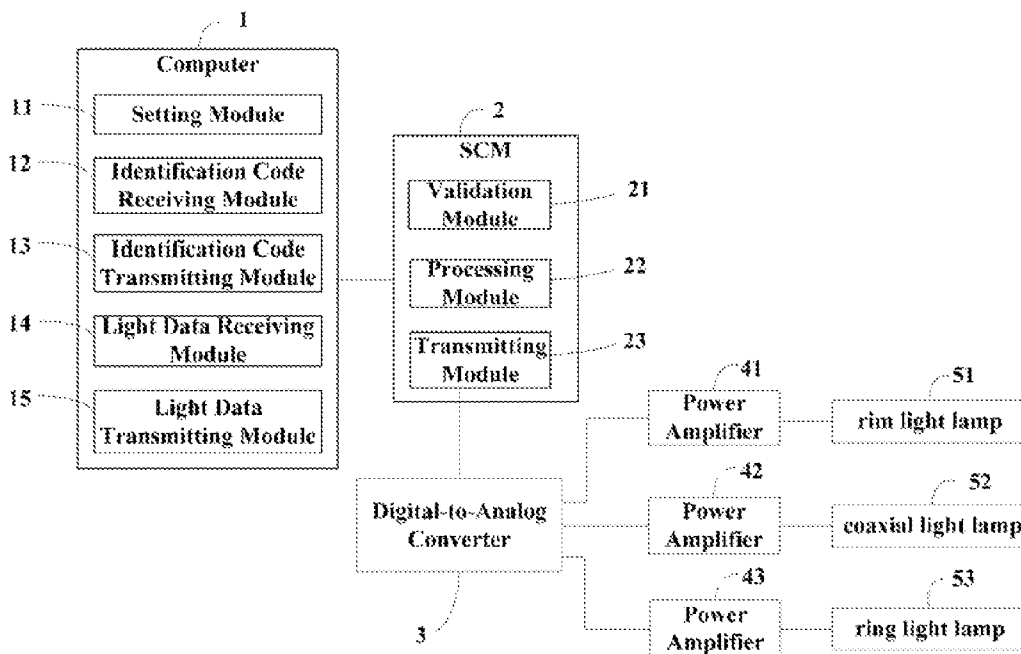 1
Computer
11
Setting Module
12
Identification Code
Receiving Module
13
Identification Code
Transmitting Module
14
Light Data Receiving
Module
15
Light Data
Transmitting Module
2
SCM
Validation
Module
21
Processing
Module
22
Transmitting
Module
23
Digital-to-Analog
Converter
3
41
Power
Amplifier
51
rim light lamp
42
Power
Amplifier
52
coaxial light lamp
43
Power
Amplifier
53
ring light lamp